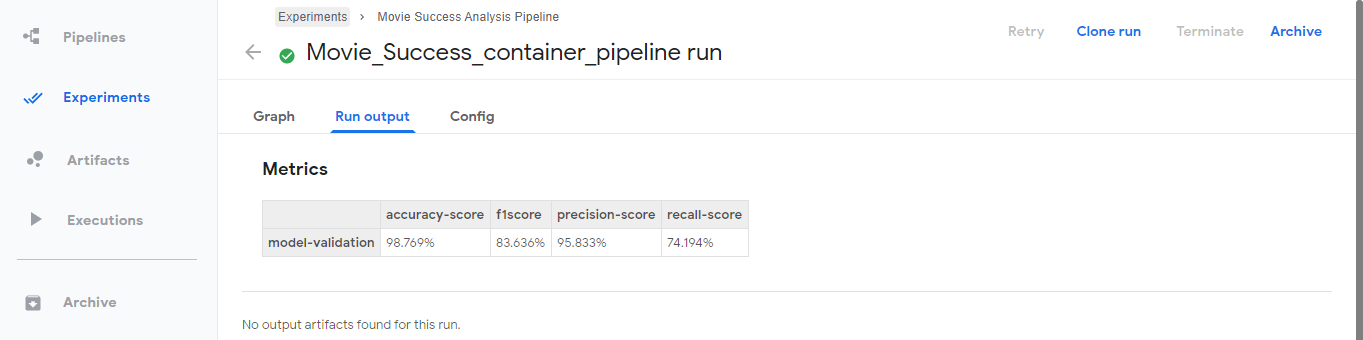 Pipelines
Experiments
Artifacts
Executions
Archive
Experiments › Movie Success Analysis Pipeline
Movie_Success_container_pipeline run
Retry Clone run Terminate Archive
Graph Run output Config
Metrics
accuracy-score f1score precision-score recall-score
model-validation 98.769% 83.636% 95.833% 74.194%
No output artifacts found for this run.